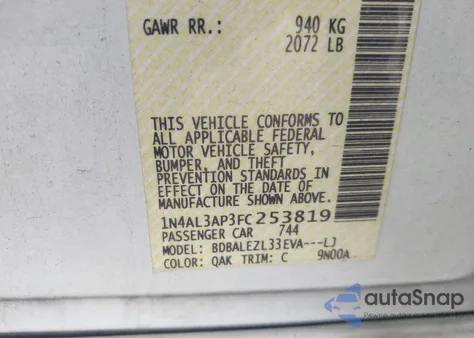 GAWR RR.: 940 KG
2072 LB
THIS VEHICLE CONFORMS TO
ALL APPLICABLE FEDERAL
MOTOR VEHICLE SAFETY,
BUMPER, AND THEFT
PREVENTION STANDARDS IN
EFFECT ON THE DATE OF
MANUFACTURE SHOWN ABOVE.
1N4AL3AP3FC253819
PASSENGER CAR 744
MODEL: BDBALEZL33EVA---LJ
COLOR: QAK TRIM: C 9N00A
autoSnap